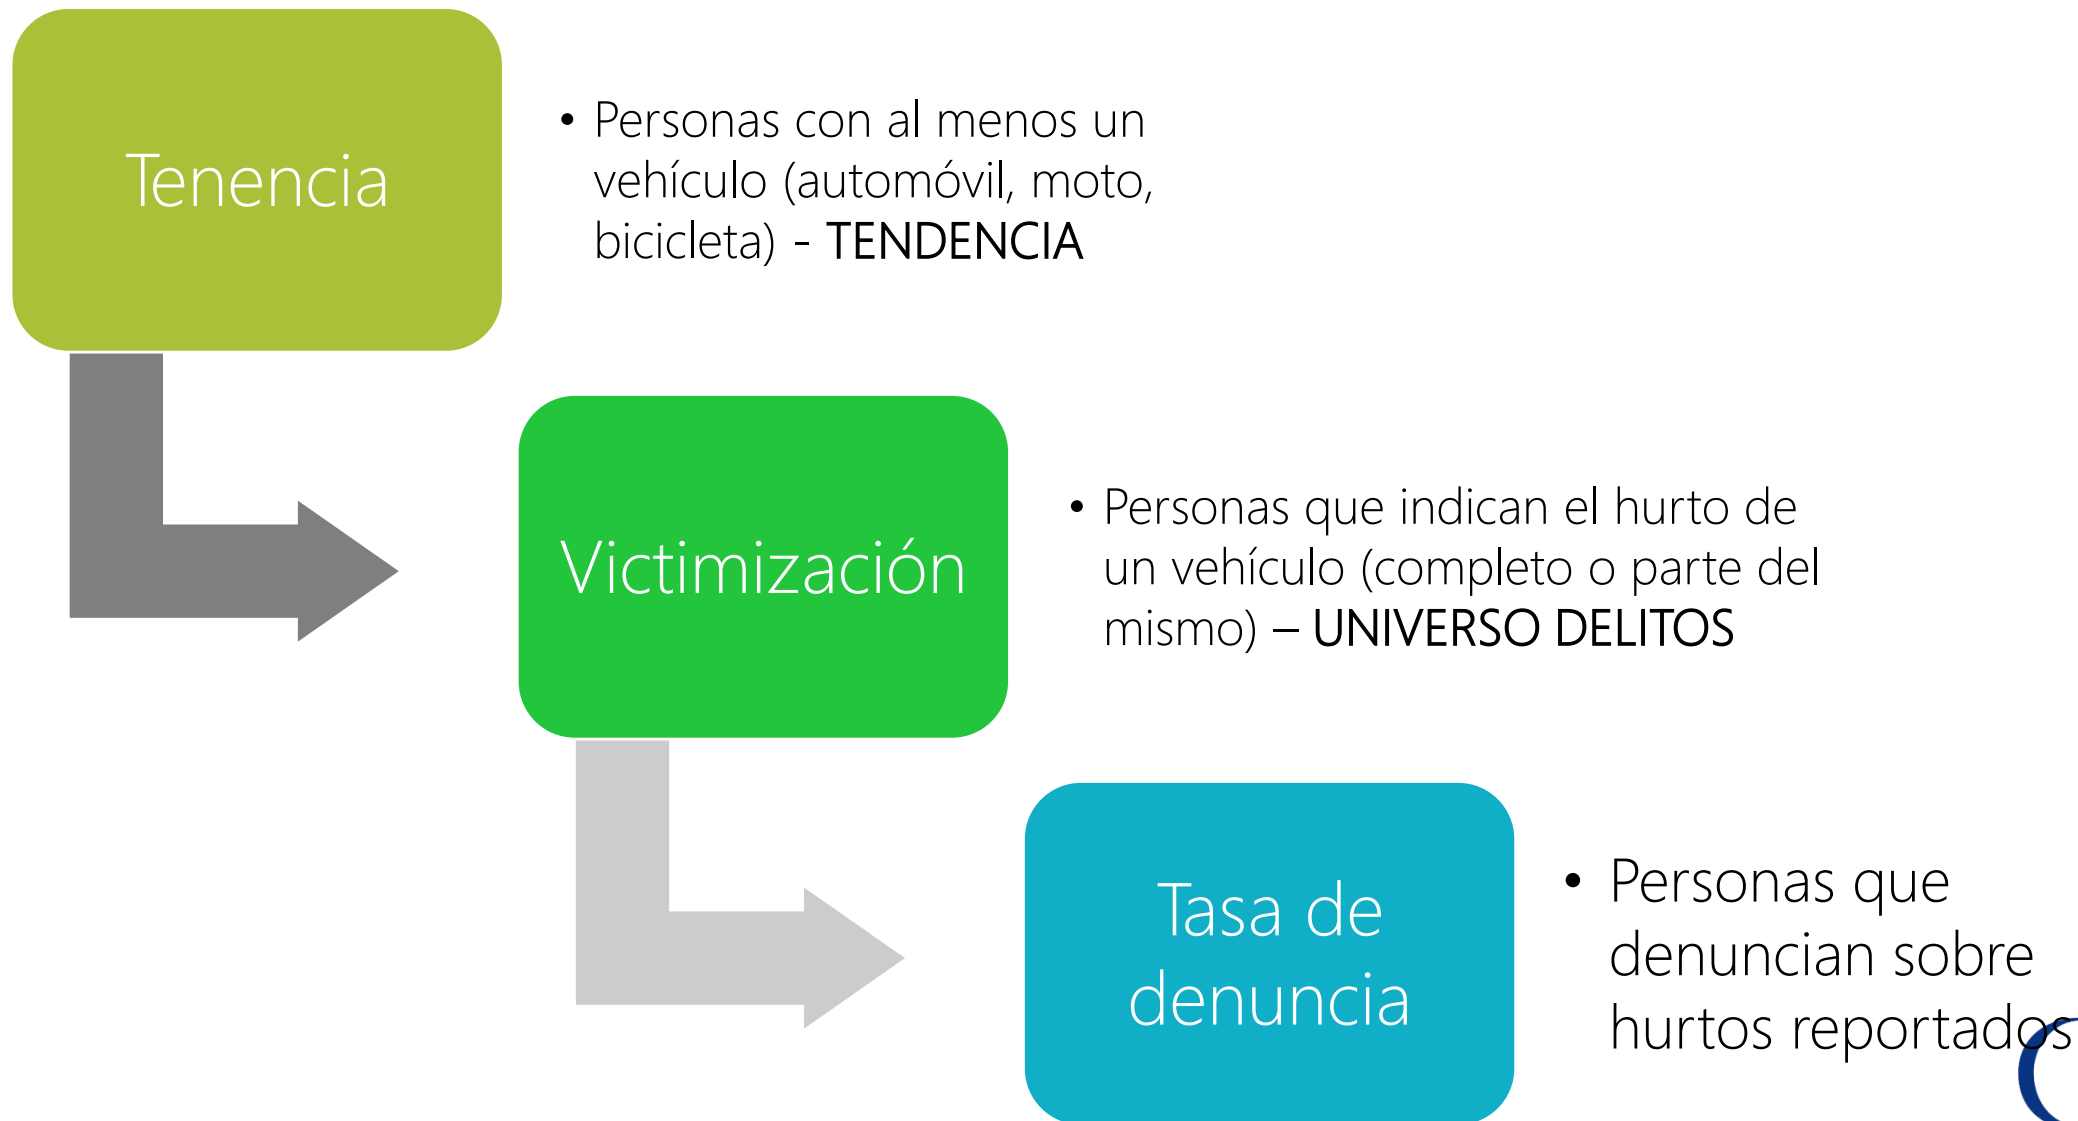 Tenencia
• Personas con al menos un
vehículo (automóvil, moto,
bicicleta) - TENDENCIA
Victimización
• Personas que indican el hurto de
un vehículo (completo o parte del
mismo) – UNIVERSO DELITOS
Tasa de
denuncia
• Personas que
denuncian sobre
hurtos reportados